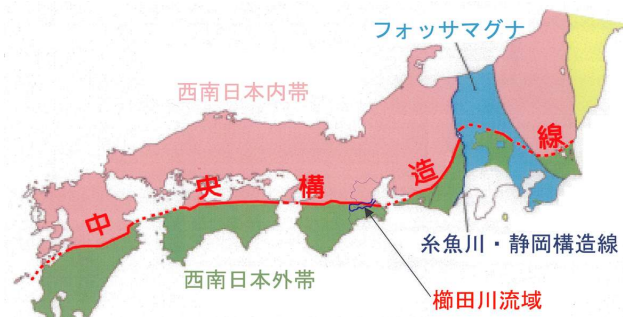 フォッサマグナ
西南日本内帯
中央構造線
糸魚川・静岡構造線
西南日本外帯
櫛田川流域